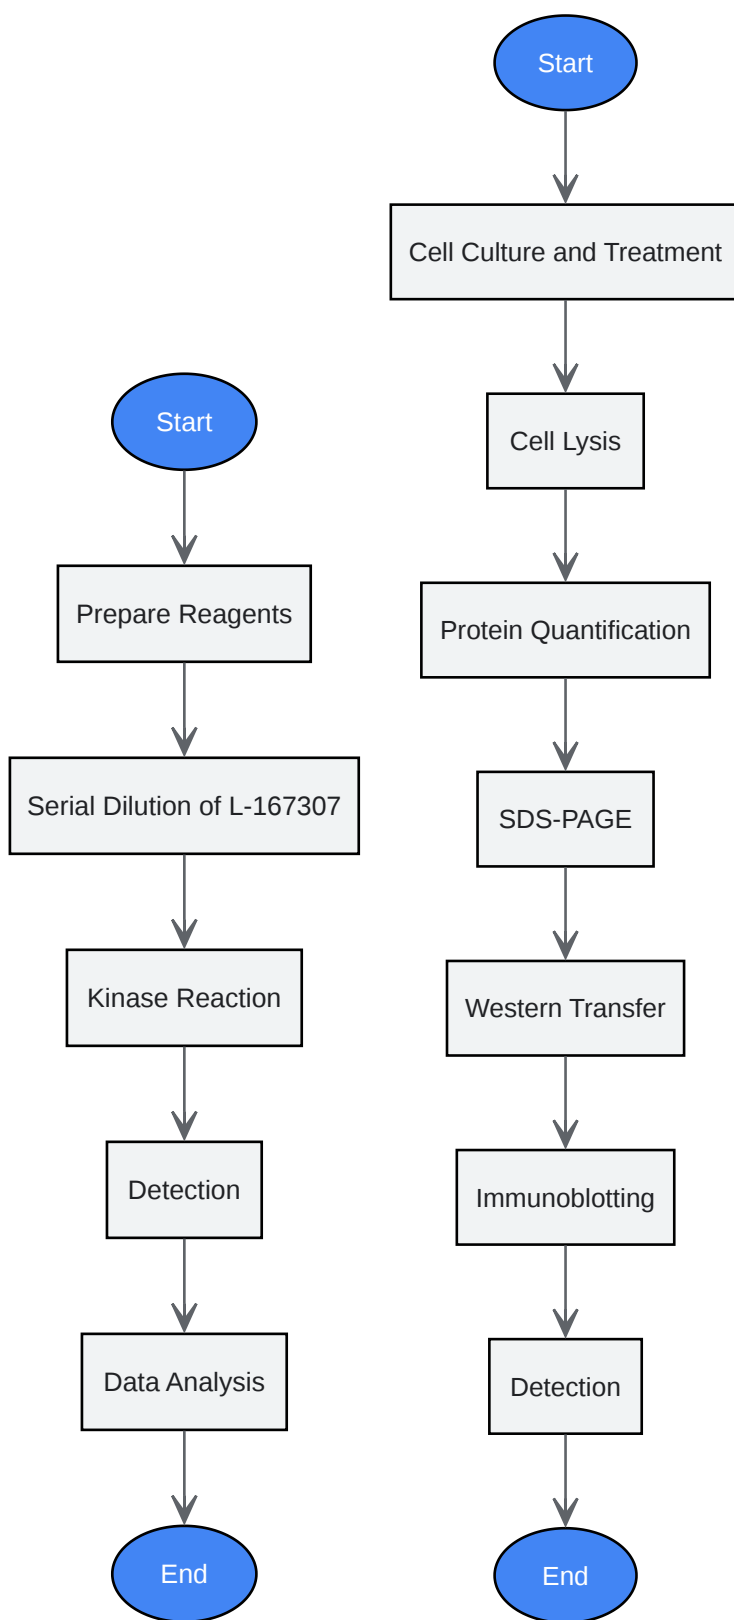 Start
Prepare Reagents
Serial Dilution of L-167307
Kinase Reaction
Detection
Data Analysis
End
Start
Cell Culture and Treatment
Cell Lysis
Protein Quantification
SDS-PAGE
Western Transfer
Immunoblotting
Detection
End